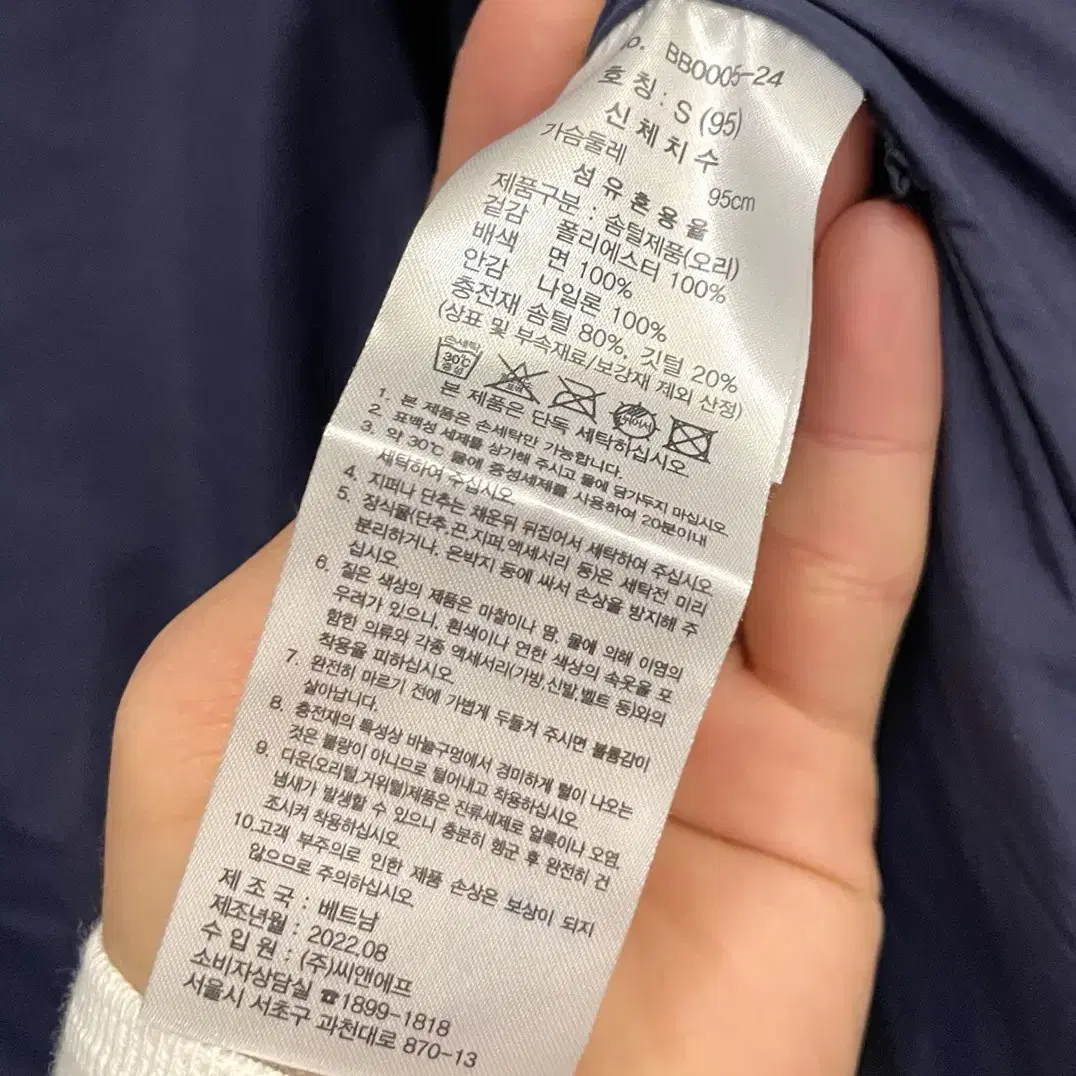 o. BB0005-24
호 칭 : S (95)
신 체 치 수
가슴둘레 95cm
섬 유 혼 용 율
제품구분 : 솜털제품(오리)
겉감 폴리에스터 100%
배색 면 100%
안감 나일론 100%
충전재 솜털 80%, 깃털 20%
(상표 및 부속재료/보강재 제외 산정)
손세탁
30℃
중성
본 제품은 단독 세탁하십시오
1. 본 제품은 손세탁만 가능합니다.
2. 표백성 세제를 삼가해 주시고 물에 담가두지 마십시오
3. 약 30℃ 물에 중성세제를 사용하여 20분이내
세탁하여 주십시오
4. 지퍼나 단추는 채운뒤 뒤집어서 세탁하여 주십시오
5. 장식물(단추,끈,지퍼,액세서리 등)은 세탁전 미리
분리하거나, 은박지 등에 싸서 손상을 방지해 주
십시오
6. 짙은 색상의 제품은 마찰이나 땀, 물에 의해 이염의
우려가 있으니, 흰색이나 연한 색상의 속옷을 포
함한 의류와 각종 액세서리(가방,신발,벨트 등)와의
착용을 피하십시오.
7. 완전히 마르기 전에 가볍게 두들겨 주시면 볼륨감이
살아납니다.
8. 충전재의 특성상 바늘구멍에서 경미하게 털이 나오는
것은 불량이 아니므로 털어내고 착용하십시오.
9. 다운(오리털,거위털)제품은 잔류세제로 얼룩이나 오염,
냄새가 발생할 수 있으니 충분히 헹군 후 완전히 건
조시켜 착용하십시오
10.고객 부주의로 인한 제품 손상은 보상이 되지
않으므로 주의하십시오
제 조 국 : 베트남
제조년월 : 2022.08
수 입 원 : (주)씨앤에프
소비자상담실 ☎1899-1818
서울시 서초구 과천대로 870-13